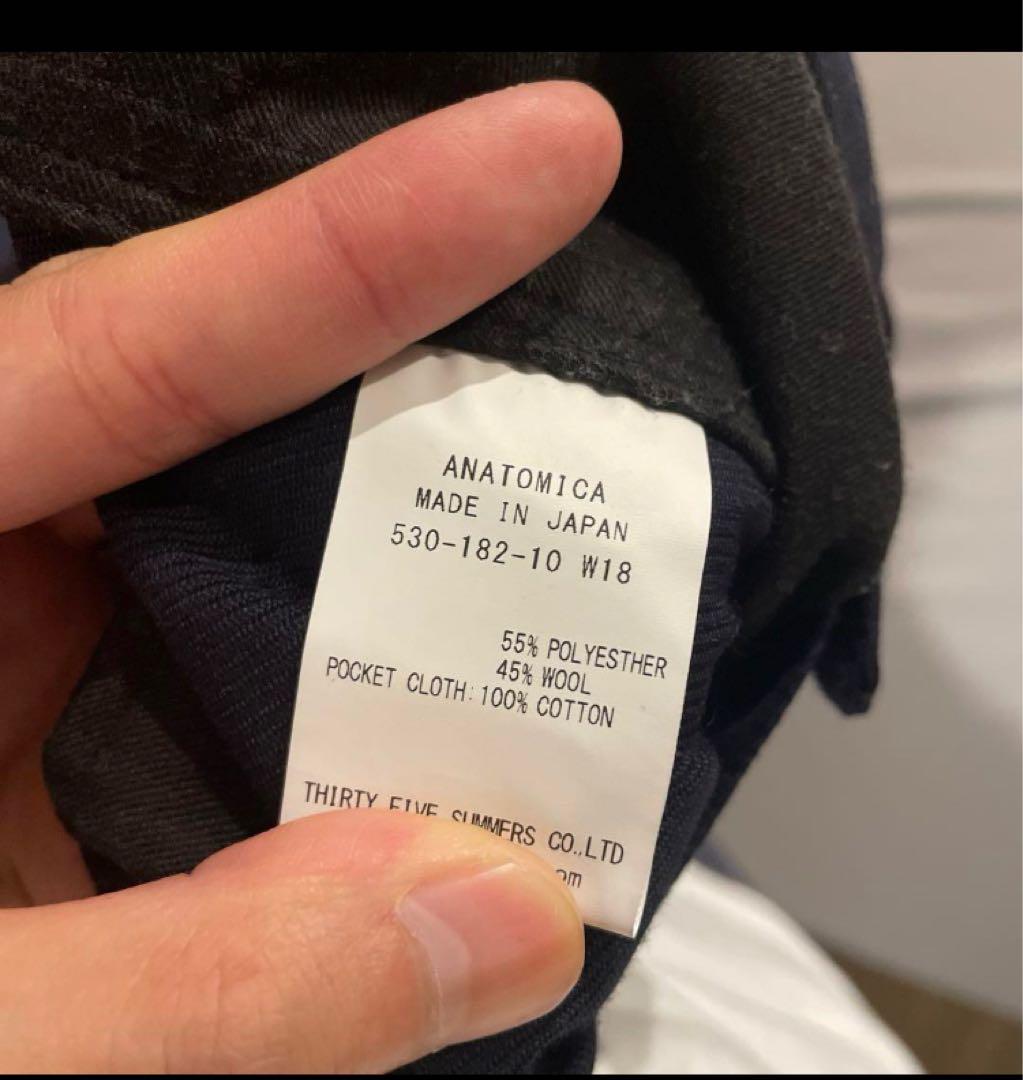 ANATOMICA
MADE IN JAPAN
530-182-10 W18
55% POLYESTHER
45% WOOL
POCKET CLOTH:100% COTTON
THIRTY FIVE SUMMERS CO.,LTD
om